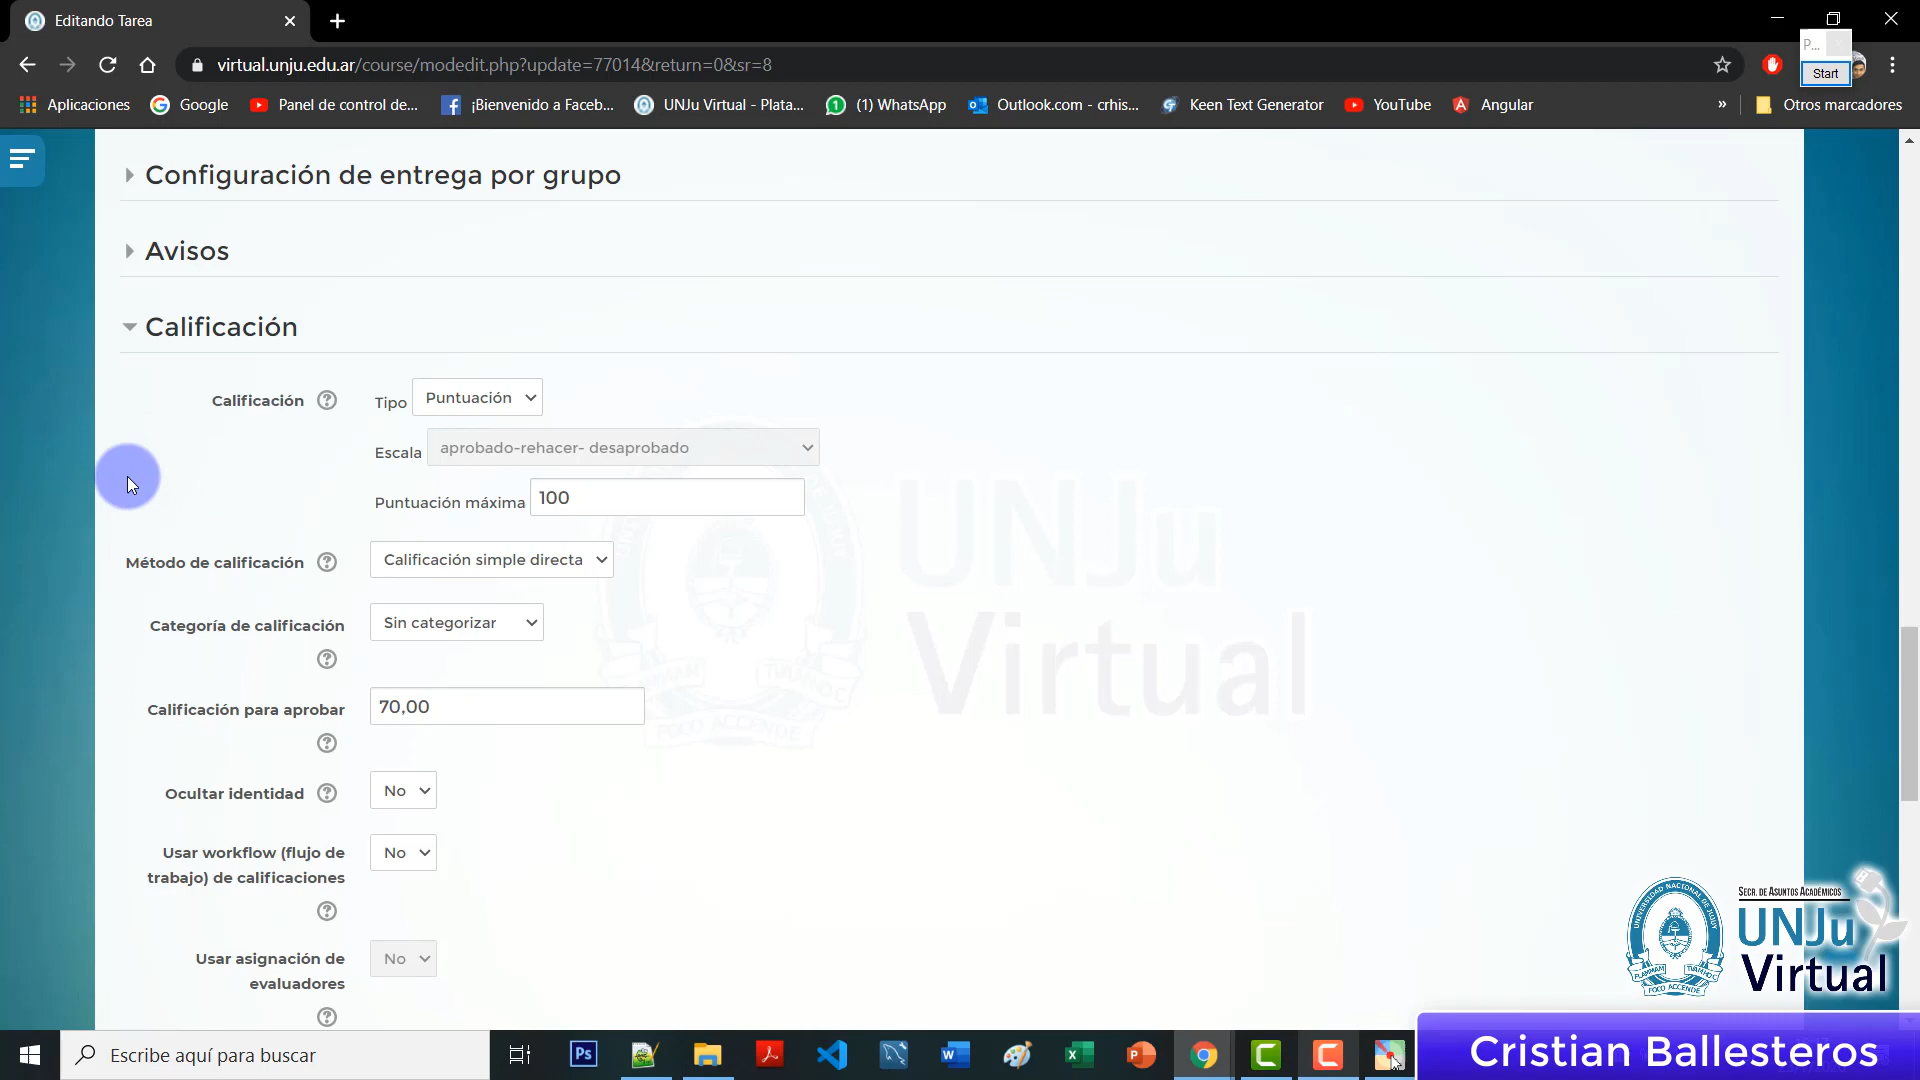 Editando Tarea
P...
Start
virtual.unju.edu.ar/course/modedit.php?update=77014&return=0&sr=8
Aplicaciones
Google
Panel de control de...
¡Bienvenido a Faceb...
UNJu Virtual - Plata...
(1) WhatsApp
Outlook.com - crhis...
Keen Text Generator
YouTube
Angular
»
Otros marcadores
Configuración de entrega por grupo
Avisos
Calificación
Calificación
Tipo
Puntuación
Escala
aprobado-rehacer- desaprobado
Puntuación máxima
100
Método de calificación
Calificación simple directa
Categoría de calificación
Sin categorizar
Calificación para aprobar
70,00
Ocultar identidad
No
Usar workflow (flujo de
trabajo) de calificaciones
No
Usar asignación de
evaluadores
No
UNJu
Virtual
SECR. DE ASUNTOS ACADÉMICOS
UNJu
Virtual
UNIVERSIDAD NACIONAL DE JUJUY
Escribe aquí para buscar
Cristian Ballesteros